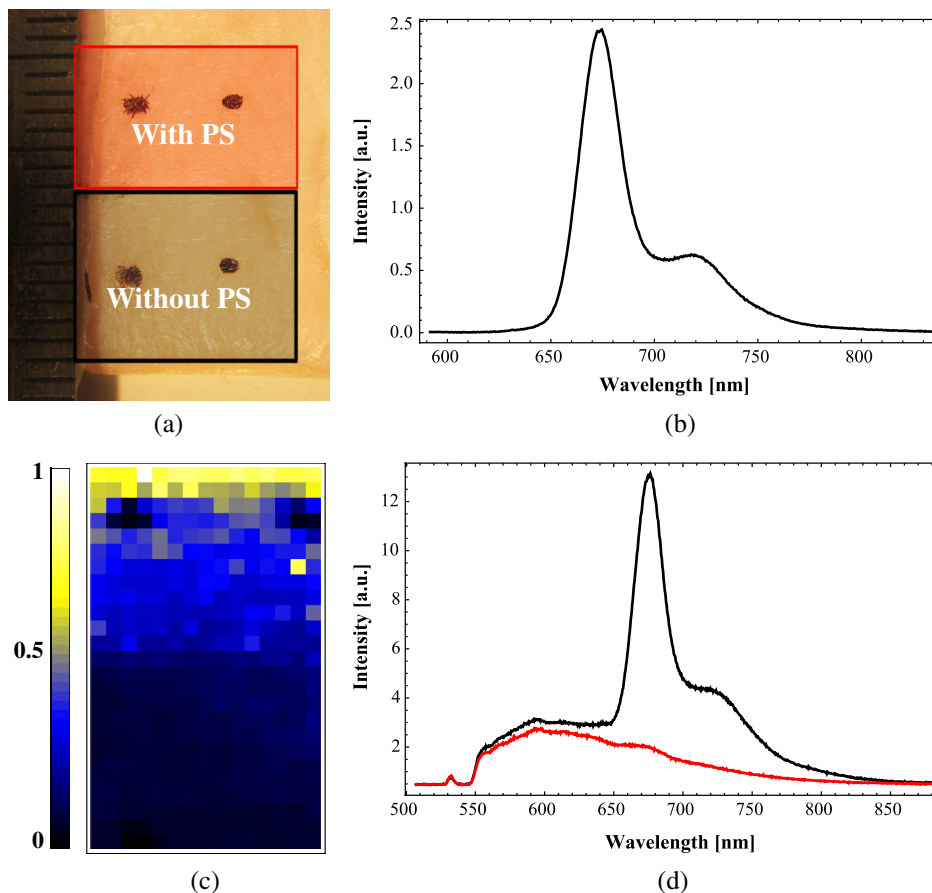 With PS
Without PS
(a)
2.5
2.0
1.5
1.0
0.5
0.0
Intensity [a.u.]
600
650
700
750
800
Wavelength [nm]
(b)
1
0.5
0
(c)
12
10
8
6
4
2
Intensity [a.u.]
500
550
600
650
700
750
800
850
Wavelength [nm]
(d)